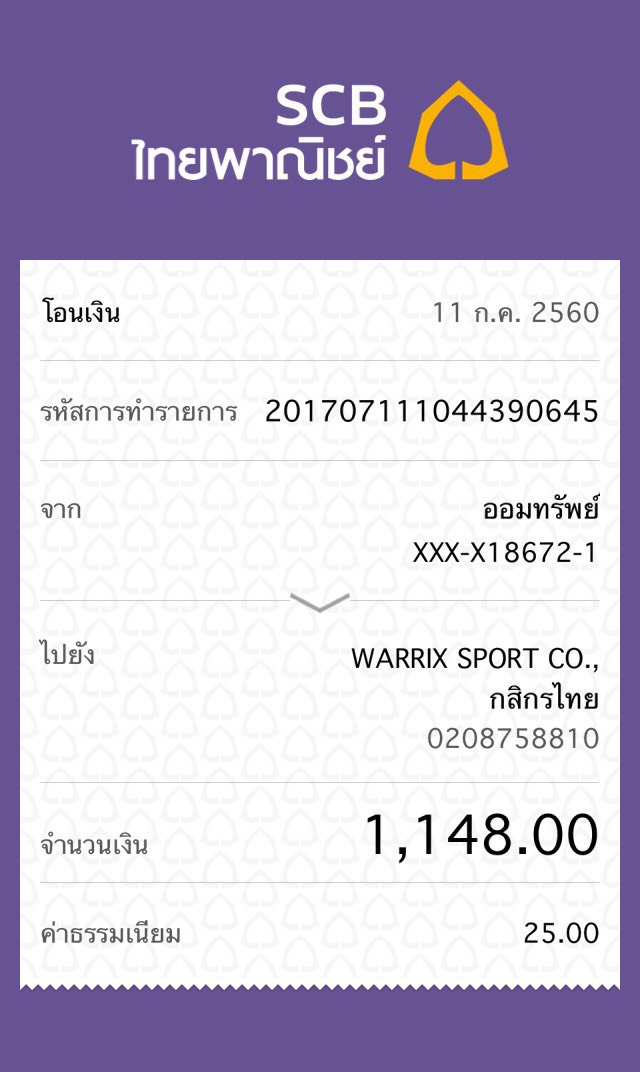 SCB
ไทยพาณิชย์
โอนเงิน 11 ก.ค. 2560
รหัสการทำรายการ 201707111044390645
จาก ออมทรัพย์
XXX-X18672-1
ไปยัง WARRIX SPORT CO.,
กสิกรไทย
0208758810
จำนวนเงิน 1,148.00
ค่าธรรมเนียม 25.00